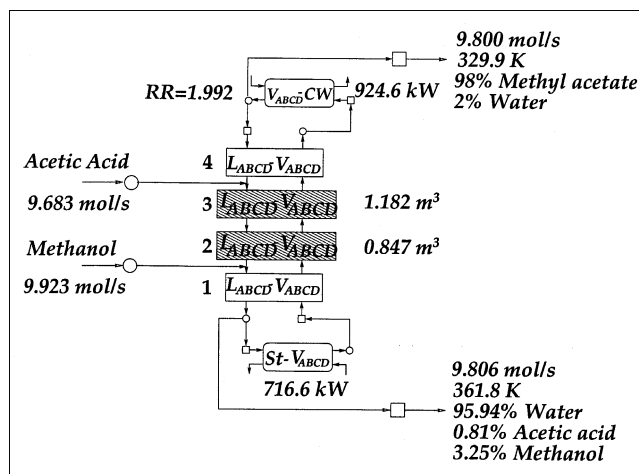 9.800 mol/s
329.9 K
98% Methyl acetate
2% Water
RR=1.992
V_ABCD-CW
924.6 kW
4 L_ABCD-V_ABCD
Acetic Acid
9.683 mol/s
3 L_ABCD-V_ABCD 1.182 m³
2 L_ABCD-V_ABCD 0.847 m³
Methanol
9.923 mol/s
1 L_ABCD-V_ABCD
St-V_ABCD
716.6 kW
9.806 mol/s
361.8 K
95.94% Water
0.81% Acetic acid
3.25% Methanol